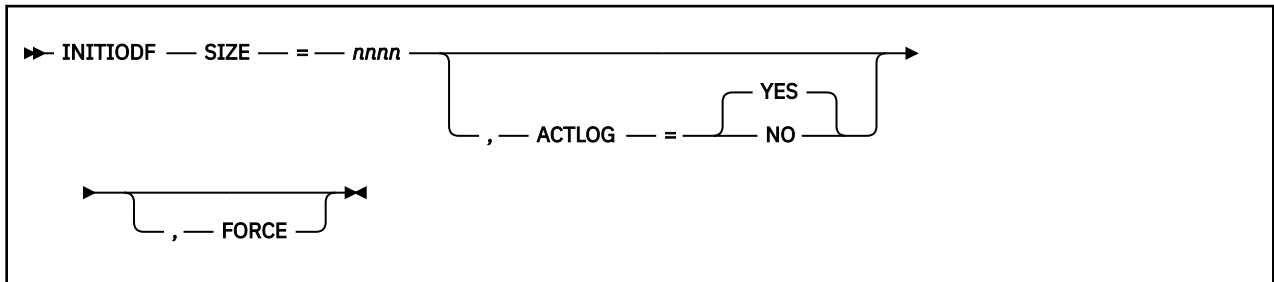 INITIODF SIZE = nnnn
YES
, ACTLOG = NO
, FORCE